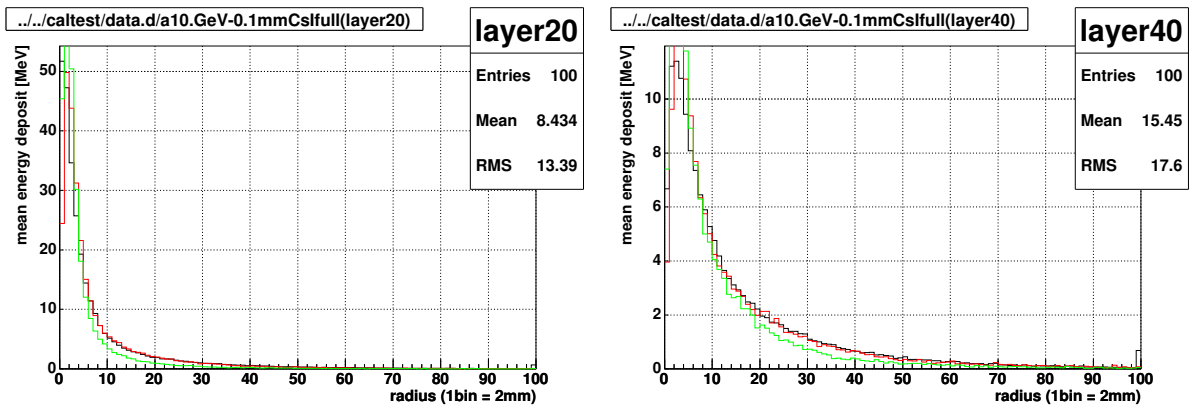 ../../caltest/data.d/a10.GeV-0.1mmCsIfull(layer20)
layer20
Entries 100
Mean 8.434
RMS 13.39
mean energy deposit [MeV]
50
40
30
20
10
0
0 10 20 30 40 50 60 70 80 90 100
radius (1bin = 2mm)
../../caltest/data.d/a10.GeV-0.1mmCsIfull(layer40)
layer40
Entries 100
Mean 15.45
RMS 17.6
mean energy deposit [MeV]
10
8
6
4
2
0
0 10 20 30 40 50 60 70 80 90 100
radius (1bin = 2mm)